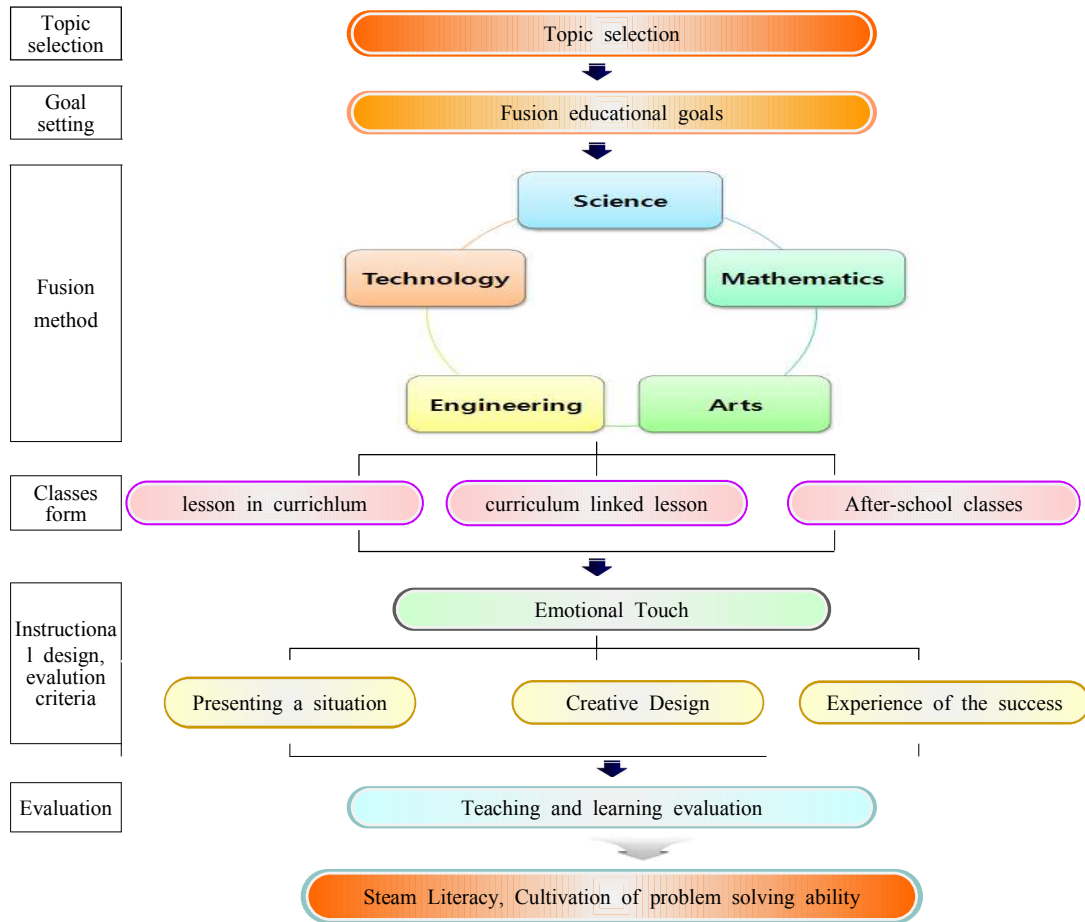 Topic
selection
Topic selection
Goal
setting
Fusion educational goals
Fusion
method
Science
Technology
Mathematics
Engineering
Arts
Classes
form
lesson in currichlum
curriculum linked lesson
After-school classes
Instructiona
l design,
evalution
criteria
Emotional Touch
Presenting a situation
Creative Design
Experience of the success
Evaluation
Teaching and learning evaluation
Steam Literacy, Cultivation of problem solving ability